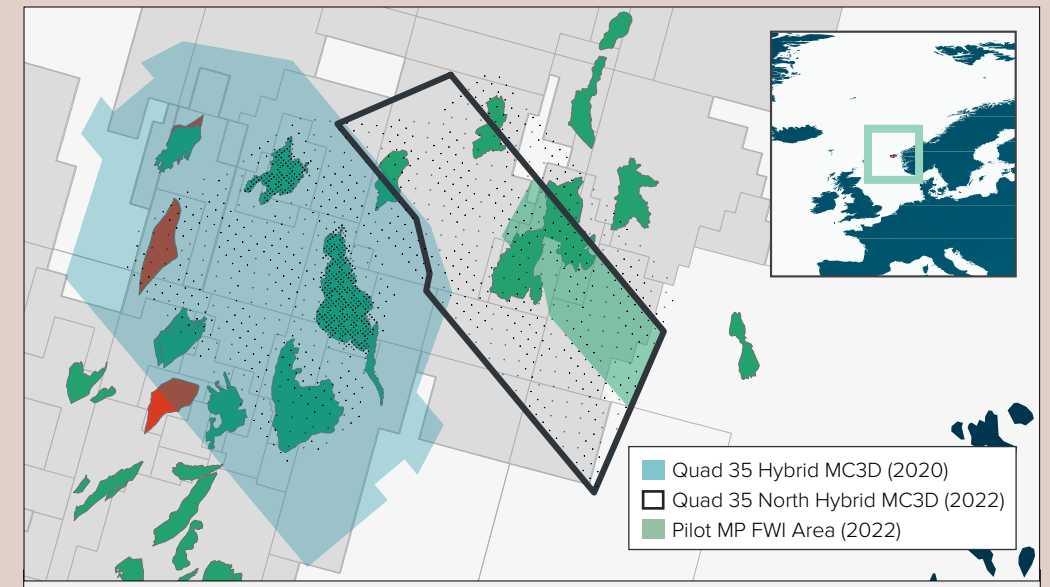 Quad 35 Hybrid MC3D (2020)
Quad 35 North Hybrid MC3D (2022)
Pilot MP FWI Area (2022)